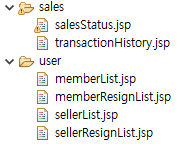 sales
salesStatus.jsp
transactionHistory.jsp
user
memberList.jsp
memberResignList.jsp
sellerList.jsp
sellerResignList.jsp